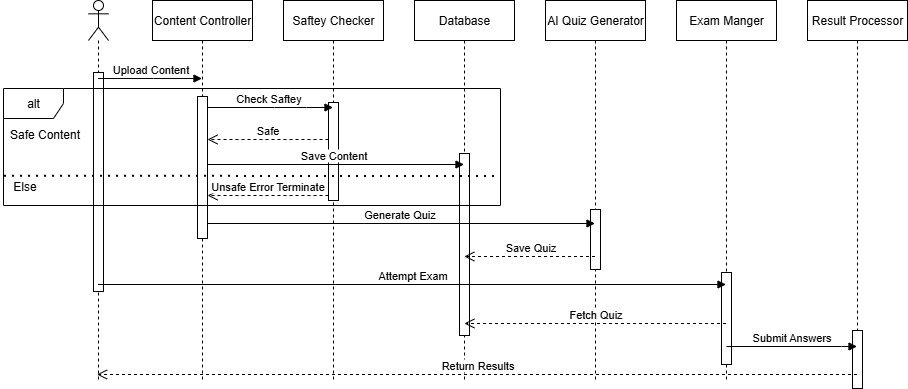 Content Controller
Saftey Checker
Database
AI Quiz Generator
Exam Manger
Result Processor
Upload Content
alt
Check Saftey
Safe Content
Safe
Save Content
Else
Unsafe Error Terminate
Generate Quiz
Save Quiz
Attempt Exam
Fetch Quiz
Submit Answers
Return Results